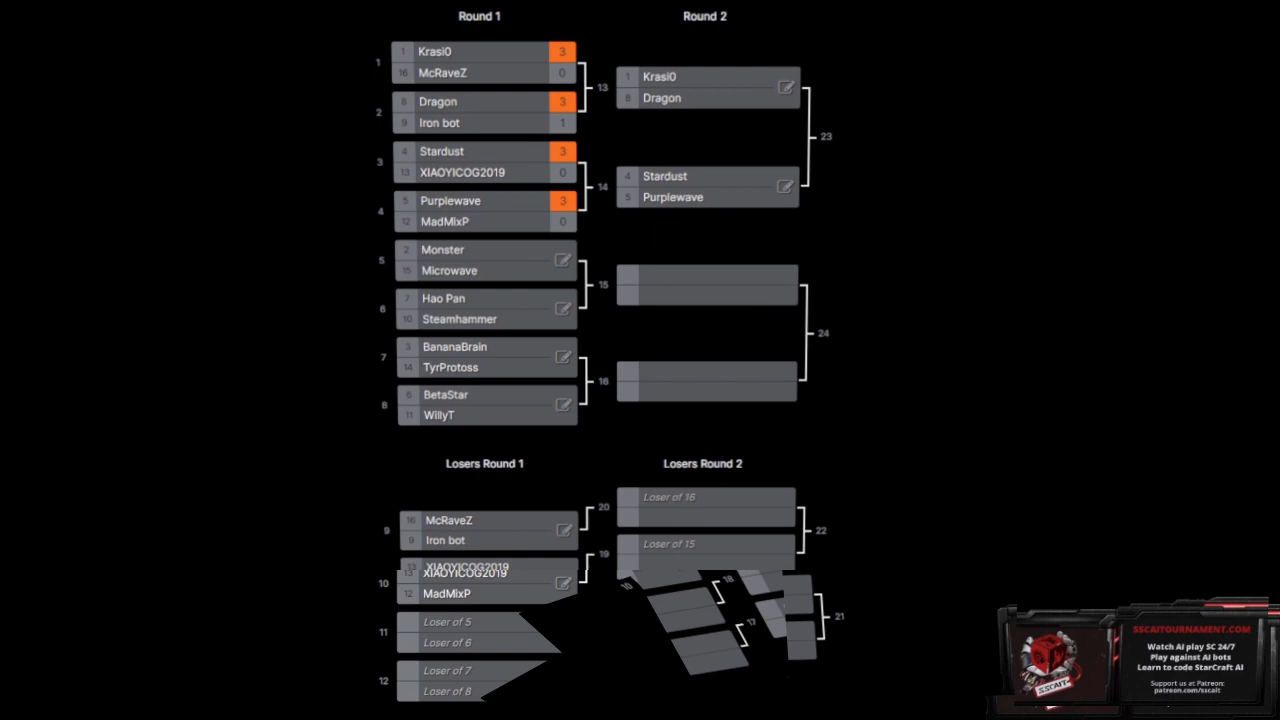 Round 1
Round 2
1
1 Krasi0 3
16 McRaveZ 0
2
8 Dragon 3
9 Iron bot 1
3
4 Stardust 3
13 XIAOYICOG2019 0
4
5 Purplewave 3
12 MadMixP 0
5
2 Monster
15 Microwave
6
7 Hao Pan
10 Steamhammer
7
3 BananaBrain
14 TyrProtoss
8
6 BetaStar
11 WillyT
13
1 Krasi0
8 Dragon
14
4 Stardust
5 Purplewave
15
16
23
24
Losers Round 1
Losers Round 2
9
16 McRaveZ
9 Iron bot
10
13 XIAOYICOG2019
13 XIAOYICOG2019
12 MadMixP
11
Loser of 5
Loser of 6
12
Loser of 7
Loser of 8
20
Loser of 16
19
Loser of 15
22
18
17
21
SSCAITOURNAMENT.COM
Watch AI play SC 24/7
Play against AI bots
Learn to code StarCraft AI
Support us at Patreon:
patreon.com/sscait
SSCAIT